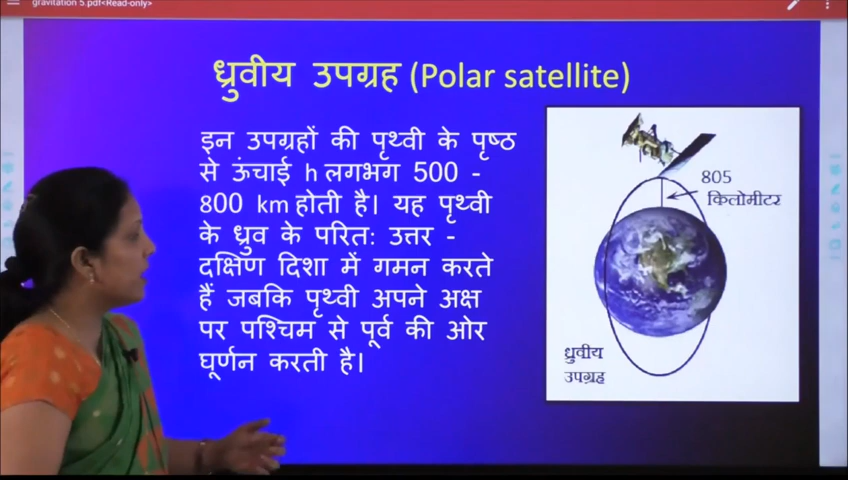 gravitation 5.pdf<Read-only>
ध्रुवीय उपग्रह (Polar satellite)
इन उपग्रहों की पृथ्वी के पृष्ठ
से ऊंचाई h लगभग 500 -
800 km होती है। यह पृथ्वी
के ध्रुव के परितः उत्तर -
दक्षिण दिशा में गमन करते
हैं जबकि पृथ्वी अपने अक्ष
पर पश्चिम से पूर्व की ओर
घूर्णन करती है।
805
किलोमीटर
ध्रुवीय
उपग्रह